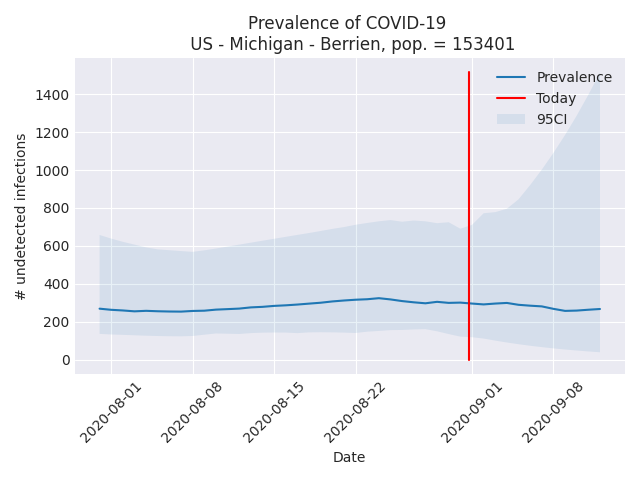 Prevalence of COVID-19
US - Michigan - Berrien, pop. = 153401
Prevalence
Today
95CI
# undetected infections
1400
1200
1000
800
600
400
200
0
2020-08-01
2020-08-08
2020-08-15
2020-08-22
2020-09-01
2020-09-08
Date